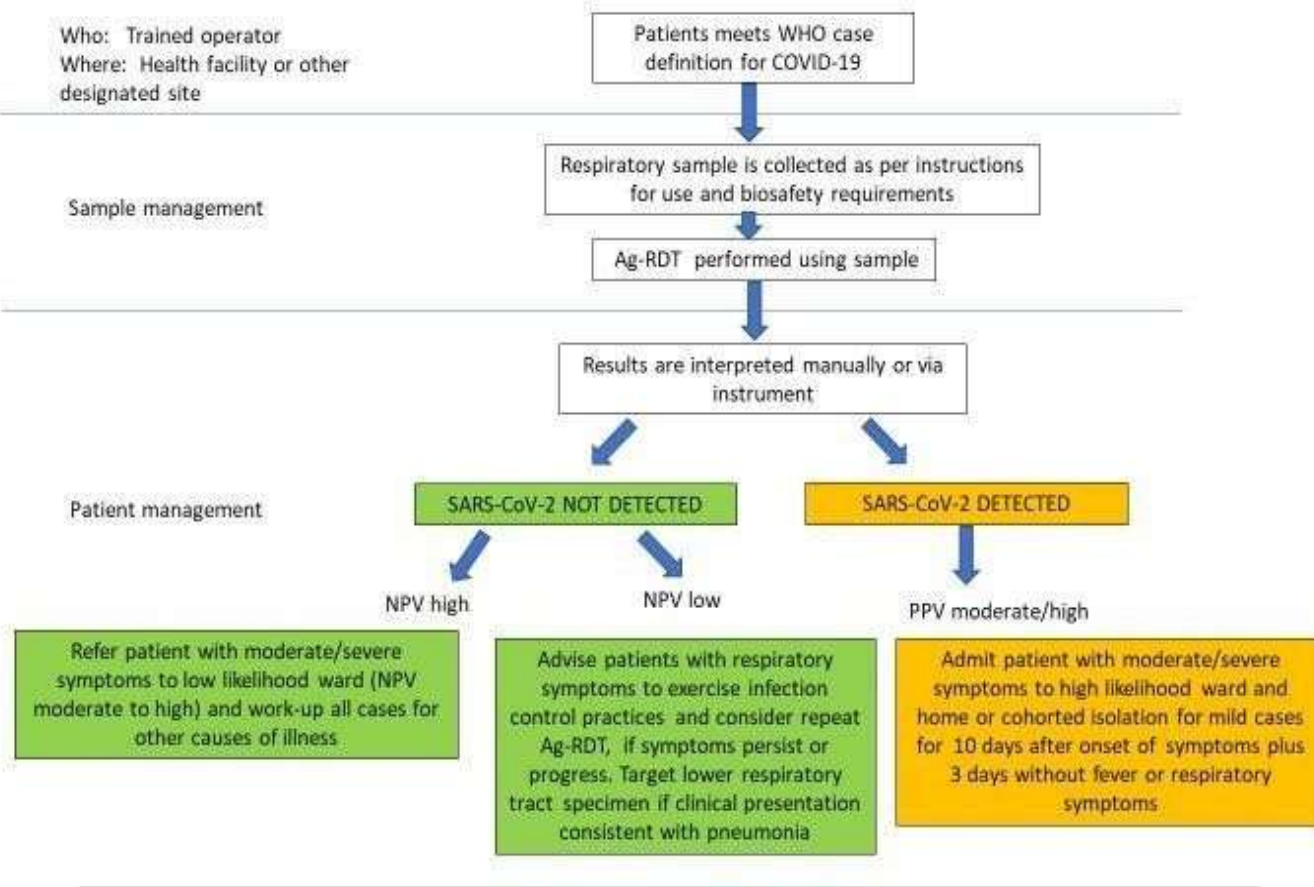 Who: Trained operator
Where: Health facility or other
designated site
Patients meets WHO case
definition for COVID-19
Sample management
Respiratory sample is collected as per instructions
for use and biosafety requirements
Ag-RDT performed using sample
Results are interpreted manually or via
instrument
Patient management
SARS-CoV-2 NOT DETECTED
SARS-CoV-2 DETECTED
NPV high
NPV low
PPV moderate/high
Refer patient with moderate/severe
symptoms to low likelihood ward (NPV
moderate to high) and work-up all cases for
other causes of illness
Advise patients with respiratory
symptoms to exercise infection
control practices and consider repeat
Ag-RDT, if symptoms persist or
progress. Target lower respiratory
tract specimen if clinical presentation
consistent with pneumonia
Admit patient with moderate/severe
symptoms to high likelihood ward and
home or cohorted isolation for mild cases
for 10 days after onset of symptoms plus
3 days without fever or respiratory
symptoms